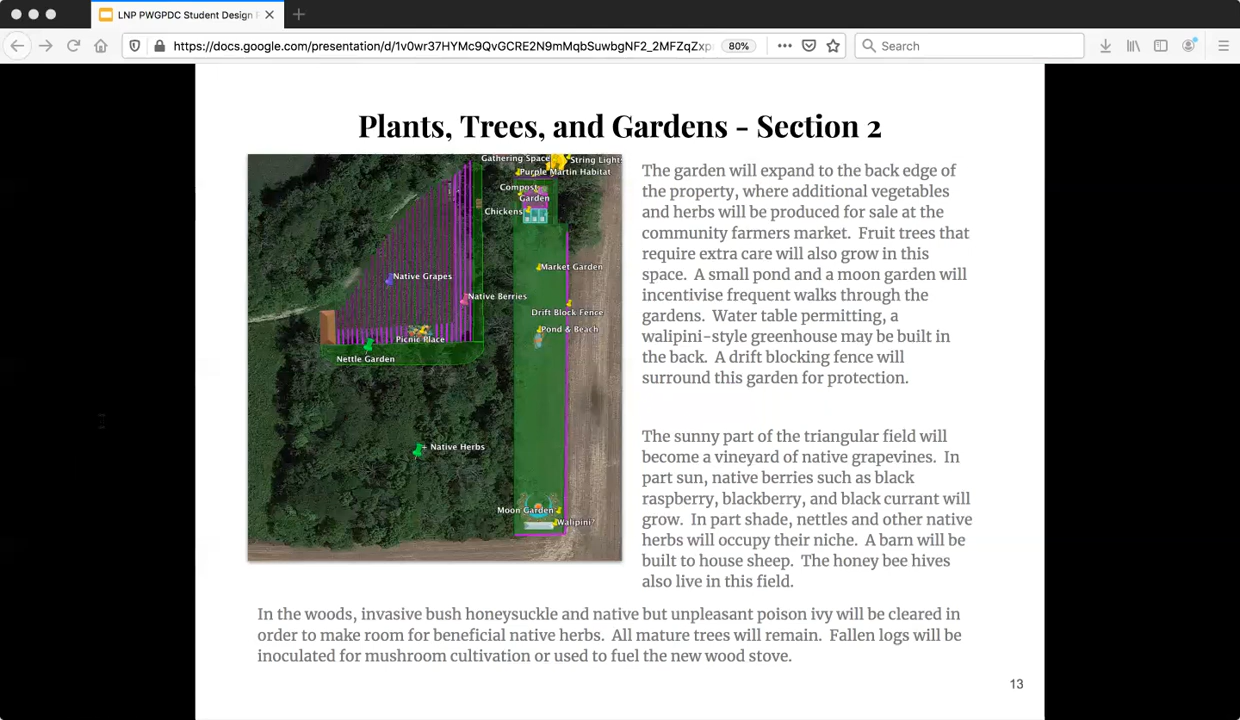 LNP PWGPDC Student Design
https://docs.google.com/presentation/d/1v0wr37HYMc9QvGCRE2N9mMqbSuwbgNF2_2MFZqZxp
80%
Search
Plants, Trees, and Gardens - Section 2
Gathering Space
String Light
Purple Martin Habitat
Compost
Garden
Chickens
Market Garden
Native Grapes
Native Berries
Drift Block Fence
Pond & Beach
Picnic Place
Nettle Garden
Native Herbs
Moon Garden
Walipini?
The garden will expand to the back edge of
the property, where additional vegetables
and herbs will be produced for sale at the
community farmers market. Fruit trees that
require extra care will also grow in this
space. A small pond and a moon garden will
incentivise frequent walks through the
gardens. Water table permitting, a
walipini-style greenhouse may be built in
the back. A drift blocking fence will
surround this garden for protection.
The sunny part of the triangular field will
become a vineyard of native grapevines. In
part sun, native berries such as black
raspberry, blackberry, and black currant will
grow. In part shade, nettles and other native
herbs will occupy their niche. A barn will be
built to house sheep. The honey bee hives
also live in this field.
In the woods, invasive bush honeysuckle and native but unpleasant poison ivy will be cleared in
order to make room for beneficial native herbs. All mature trees will remain. Fallen logs will be
inoculated for mushroom cultivation or used to fuel the new wood stove.
13